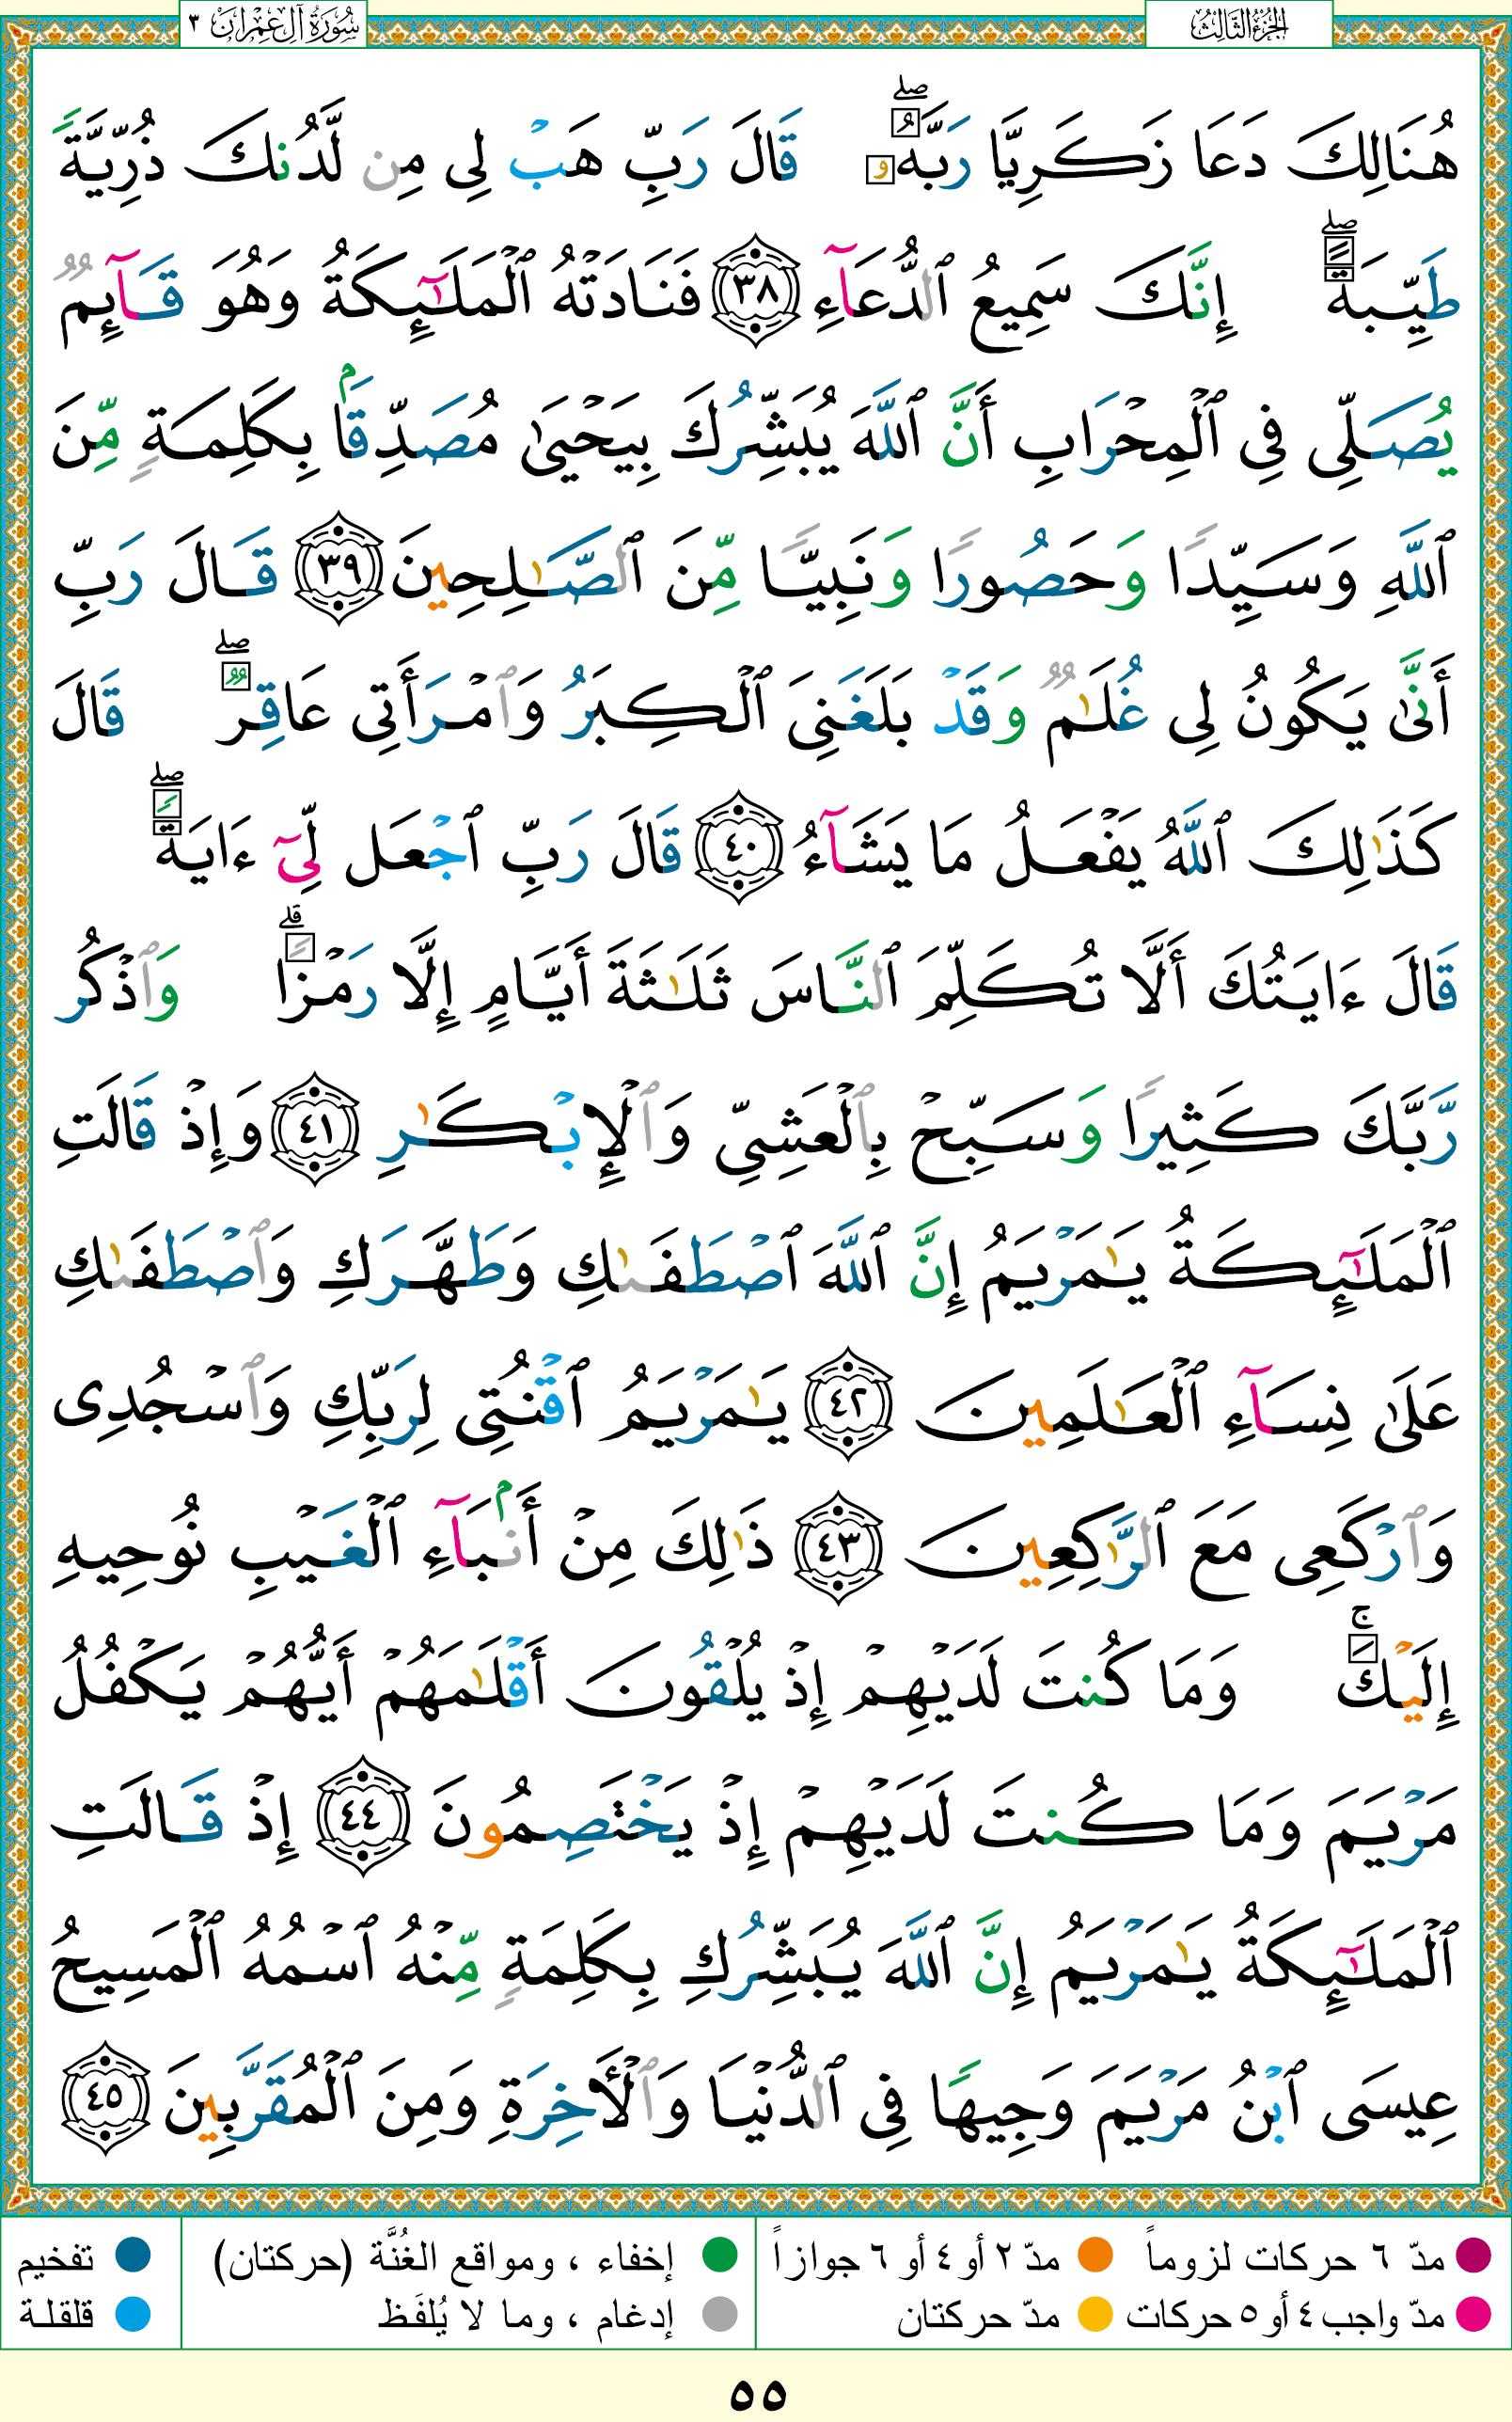 الجزء الثالث
سورة آل عمران ٣
هُنَالِكَ دَعَا زَكَرِيَّا رَبَّهُۥ ۖ قَالَ رَبِّ هَبْ لِى مِن لَّدُنكَ ذُرِّيَّةً
طَيِّبَةً ۖ إِنَّكَ سَمِيعُ ٱلدُّعَآءِ ٣٨ فَنَادَتْهُ ٱلْمَلَٰٓئِكَةُ وَهُوَ قَآئِمٌ
يُصَلِّى فِى ٱلْمِحْرَابِ أَنَّ ٱللَّهَ يُبَشِّرُكَ بِيَحْيَىٰ مُصَدِّقًۢا بِكَلِمَةٍ مِّنَ
ٱللَّهِ وَسَيِّدًا وَحَصُورًا وَنَبِيًّا مِّنَ ٱلصَّٰلِحِينَ ٣٩ قَالَ رَبِّ
أَنَّىٰ يَكُونُ لِى غُلَٰمٌ وَقَدْ بَلَغَنِىَ ٱلْكِبَرُ وَٱمْرَأَتِى عَاقِرٌ ۖ قَالَ
كَذَٰلِكَ ٱللَّهُ يَفْعَلُ مَا يَشَآءُ ٤٠ قَالَ رَبِّ ٱجْعَل لِّىٓ ءَايَةً ۖ
قَالَ ءَايَتُكَ أَلَّا تُكَلِّمَ ٱلنَّاسَ ثَلَٰثَةَ أَيَّامٍ إِلَّا رَمْزًا ۗ وَٱذْكُر
رَّبَّكَ كَثِيرًا وَسَبِّحْ بِٱلْعَشِىِّ وَٱلْإِبْكَٰرِ ٤١ وَإِذْ قَالَتِ
ٱلْمَلَٰٓئِكَةُ يَٰمَرْيَمُ إِنَّ ٱللَّهَ ٱصْطَفَىٰكِ وَطَهَّرَكِ وَٱصْطَفَىٰكِ
عَلَىٰ نِسَآءِ ٱلْعَٰلَمِينَ ٤٢ يَٰمَرْيَمُ ٱقْنُتِى لِرَبِّكِ وَٱسْجُدِى
وَٱرْكَعِى مَعَ ٱلرَّٰكِعِينَ ٤٣ ذَٰلِكَ مِنْ أَنۢبَآءِ ٱلْغَيْبِ نُوحِيهِ
إِلَيْكَ ۚ وَمَا كُنتَ لَدَيْهِمْ إِذْ يُلْقُونَ أَقْلَٰمَهُمْ أَيُّهُمْ يَكْفُلُ
مَرْيَمَ وَمَا كُنتَ لَدَيْهِمْ إِذْ يَخْتَصِمُونَ ٤٤ إِذْ قَالَتِ
ٱلْمَلَٰٓئِكَةُ يَٰمَرْيَمُ إِنَّ ٱللَّهَ يُبَشِّرُكِ بِكَلِمَةٍ مِّنْهُ ٱسْمُهُ ٱلْمَسِيحُ
عِيسَى ٱبْنُ مَرْيَمَ وَجِيهًا فِى ٱلدُّنْيَا وَٱلْأَخِرَةِ وَمِنَ ٱلْمُقَرَّبِينَ ٤٥
مدّ ٦ حركات لزوماً مدّ ٢ أو ٤ أو ٦ جوازاً إخفاء ، ومواقع الغُنَّة (حركتان) تفخيم
مدّ واجب ٤ أو ٥ حركات مدّ حركتان إدغام ، وما لا يُلفَظ قلقلة
٥٥